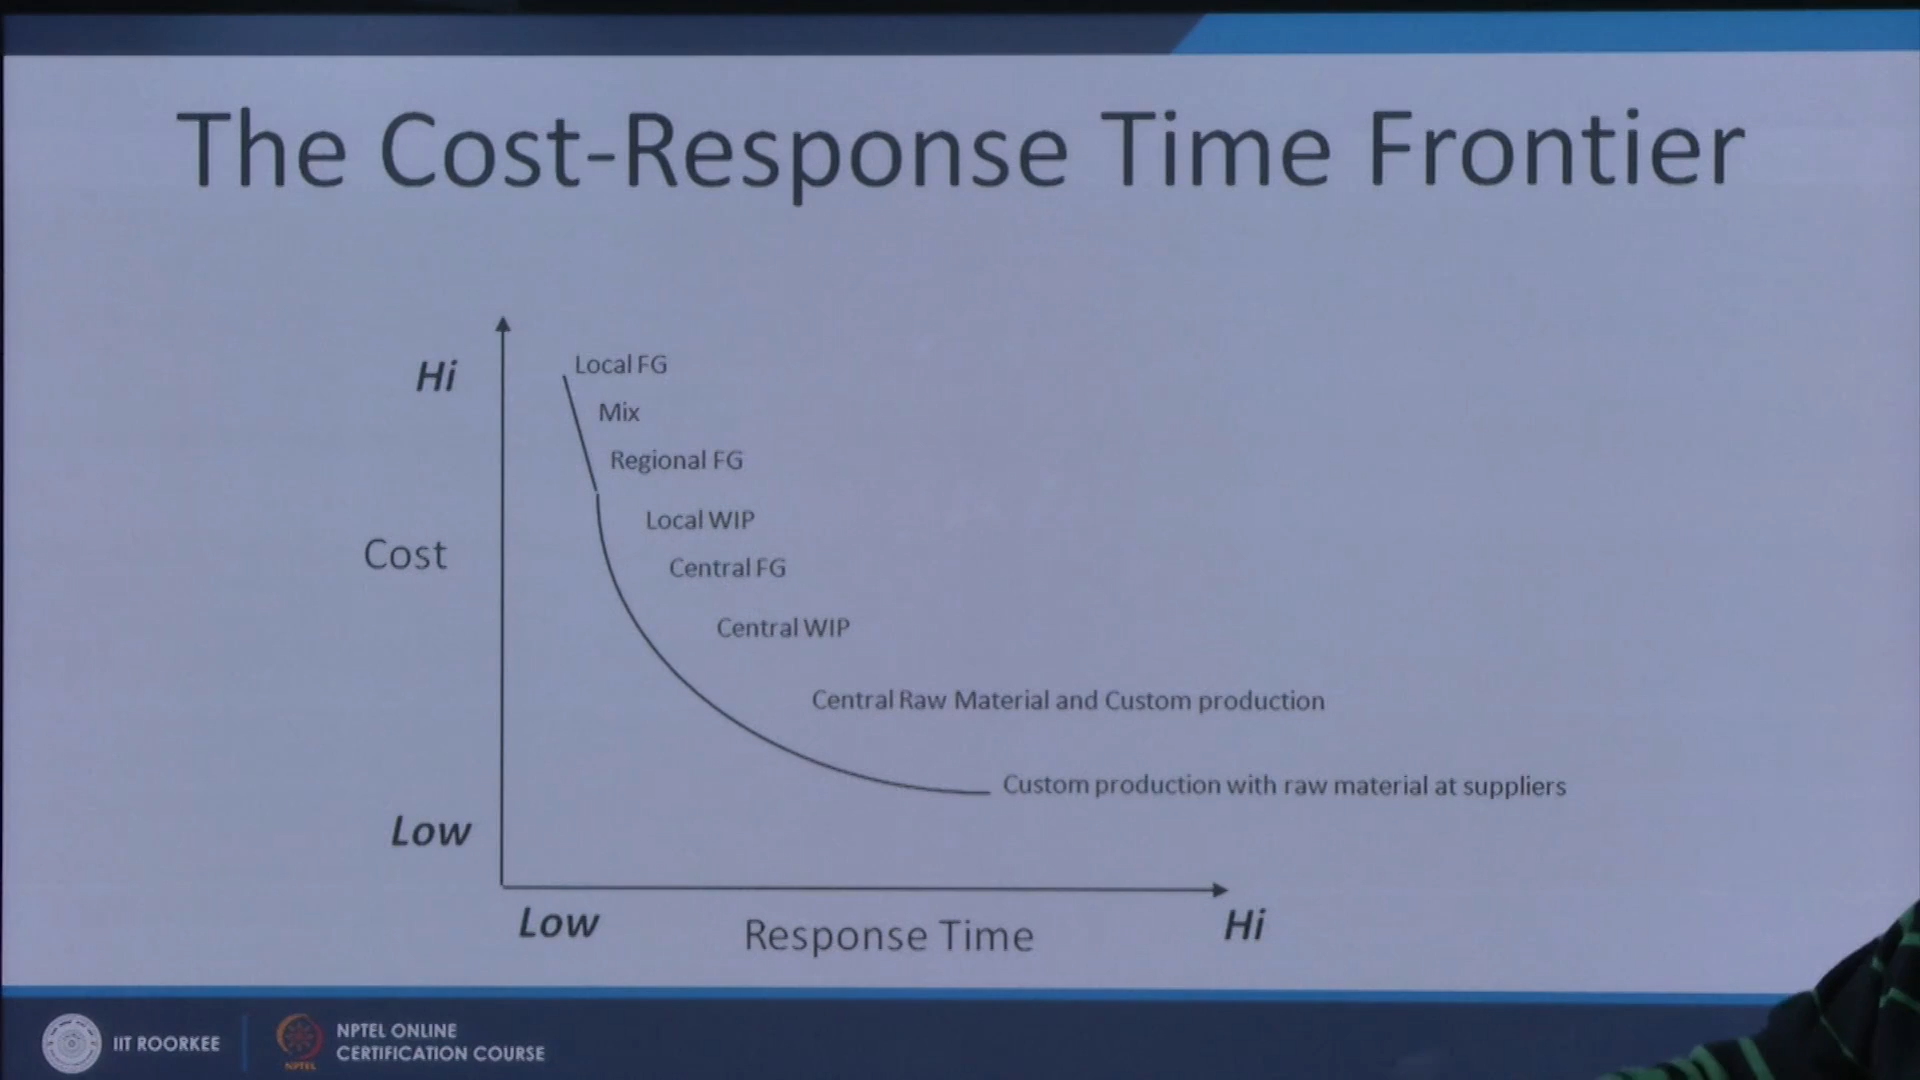 The Cost-Response Time Frontier
Hi
Local FG
Mix
Regional FG
Local WIP
Cost
Central FG
Central WIP
Central Raw Material and Custom production
Custom production with raw material at suppliers
Low
Low
Response Time
Hi
IIT ROORKEE
NPTEL
NPTEL ONLINE
CERTIFICATION COURSE